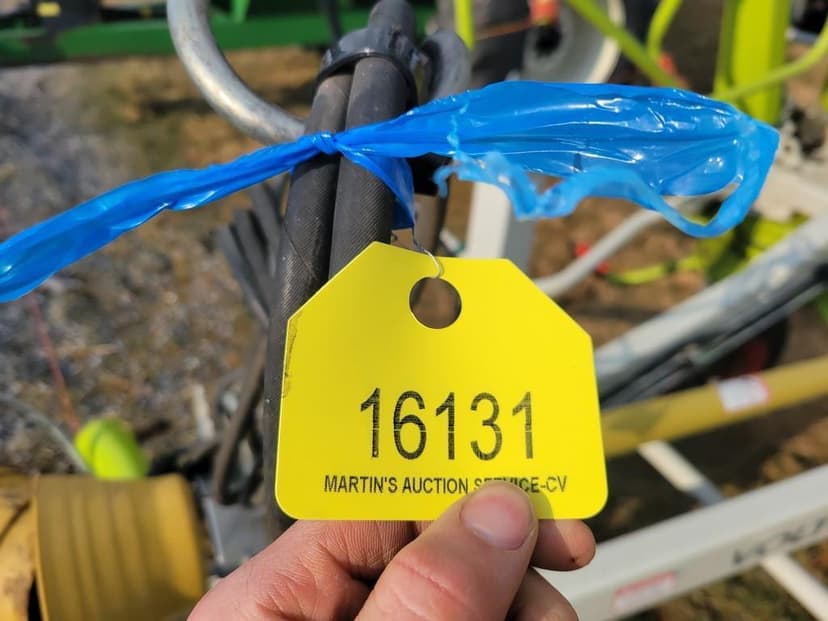 16131
MARTIN'S AUCTION SERVICE-CV